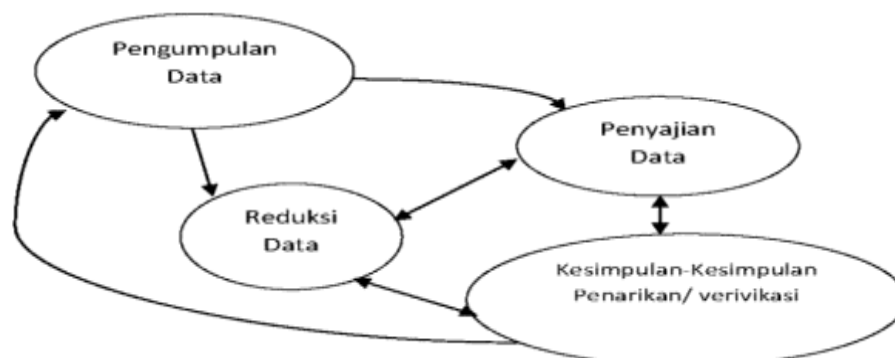 Pengumpulan
Data
Penyajian
Data
Reduksi
Data
Kesimpulan-Kesimpulan
Penarikan/ verivikasi